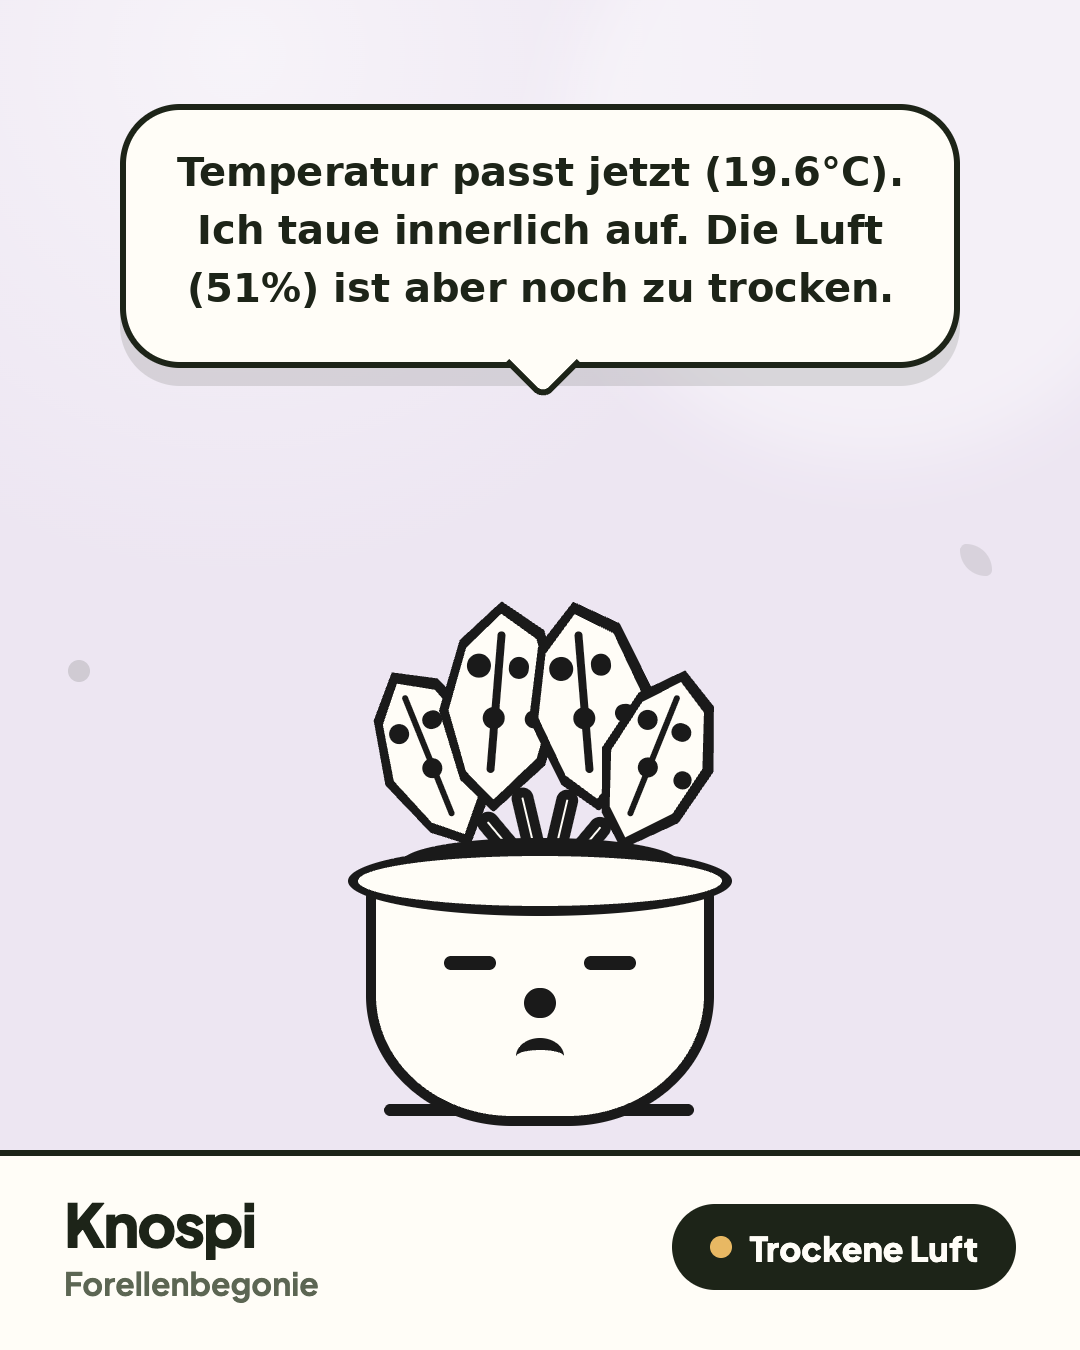 Temperatur passt jetzt (19.6°C).
Ich taue innerlich auf. Die Luft
(51%) ist aber noch zu trocken.
Knospi
Forellenbegonie
Trockene Luft